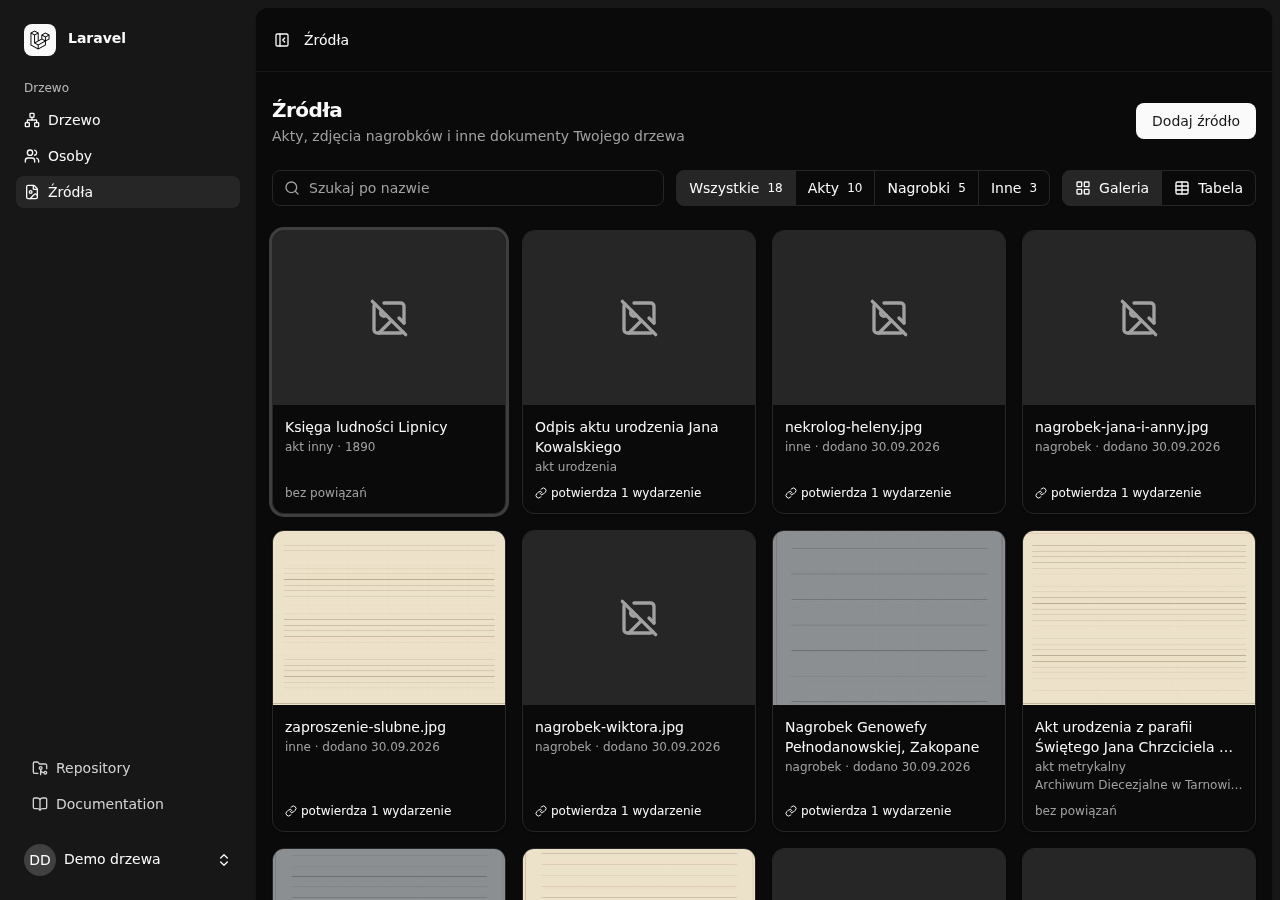 Laravel
Drzewo
Drzewo
Osoby
Źródła
Repository
Documentation
DD
Demo drzewa
Źródła
Źródła
Akty, zdjęcia nagrobków i inne dokumenty Twojego drzewa
Dodaj źródło
Szukaj po nazwie
Wszystkie 18
Akty 10
Nagrobki 5
Inne 3
Galeria
Tabela
Księga ludności Lipnicy
akt inny · 1890
bez powiązań
Odpis aktu urodzenia Jana
Kowalskiego
akt urodzenia
potwierdza 1 wydarzenie
nekrolog-heleny.jpg
inne · dodano 30.09.2026
potwierdza 1 wydarzenie
nagrobek-jana-i-anny.jpg
nagrobek · dodano 30.09.2026
potwierdza 1 wydarzenie
zaproszenie-slubne.jpg
inne · dodano 30.09.2026
potwierdza 1 wydarzenie
nagrobek-wiktora.jpg
nagrobek · dodano 30.09.2026
potwierdza 1 wydarzenie
Nagrobek Genowefy
Pełnodanowskiej, Zakopane
nagrobek · dodano 30.09.2026
potwierdza 1 wydarzenie
Akt urodzenia z parafii
Świętego Jana Chrzciciela ...
akt metrykalny
Archiwum Diecezjalne w Tarnowi...
bez powiązań